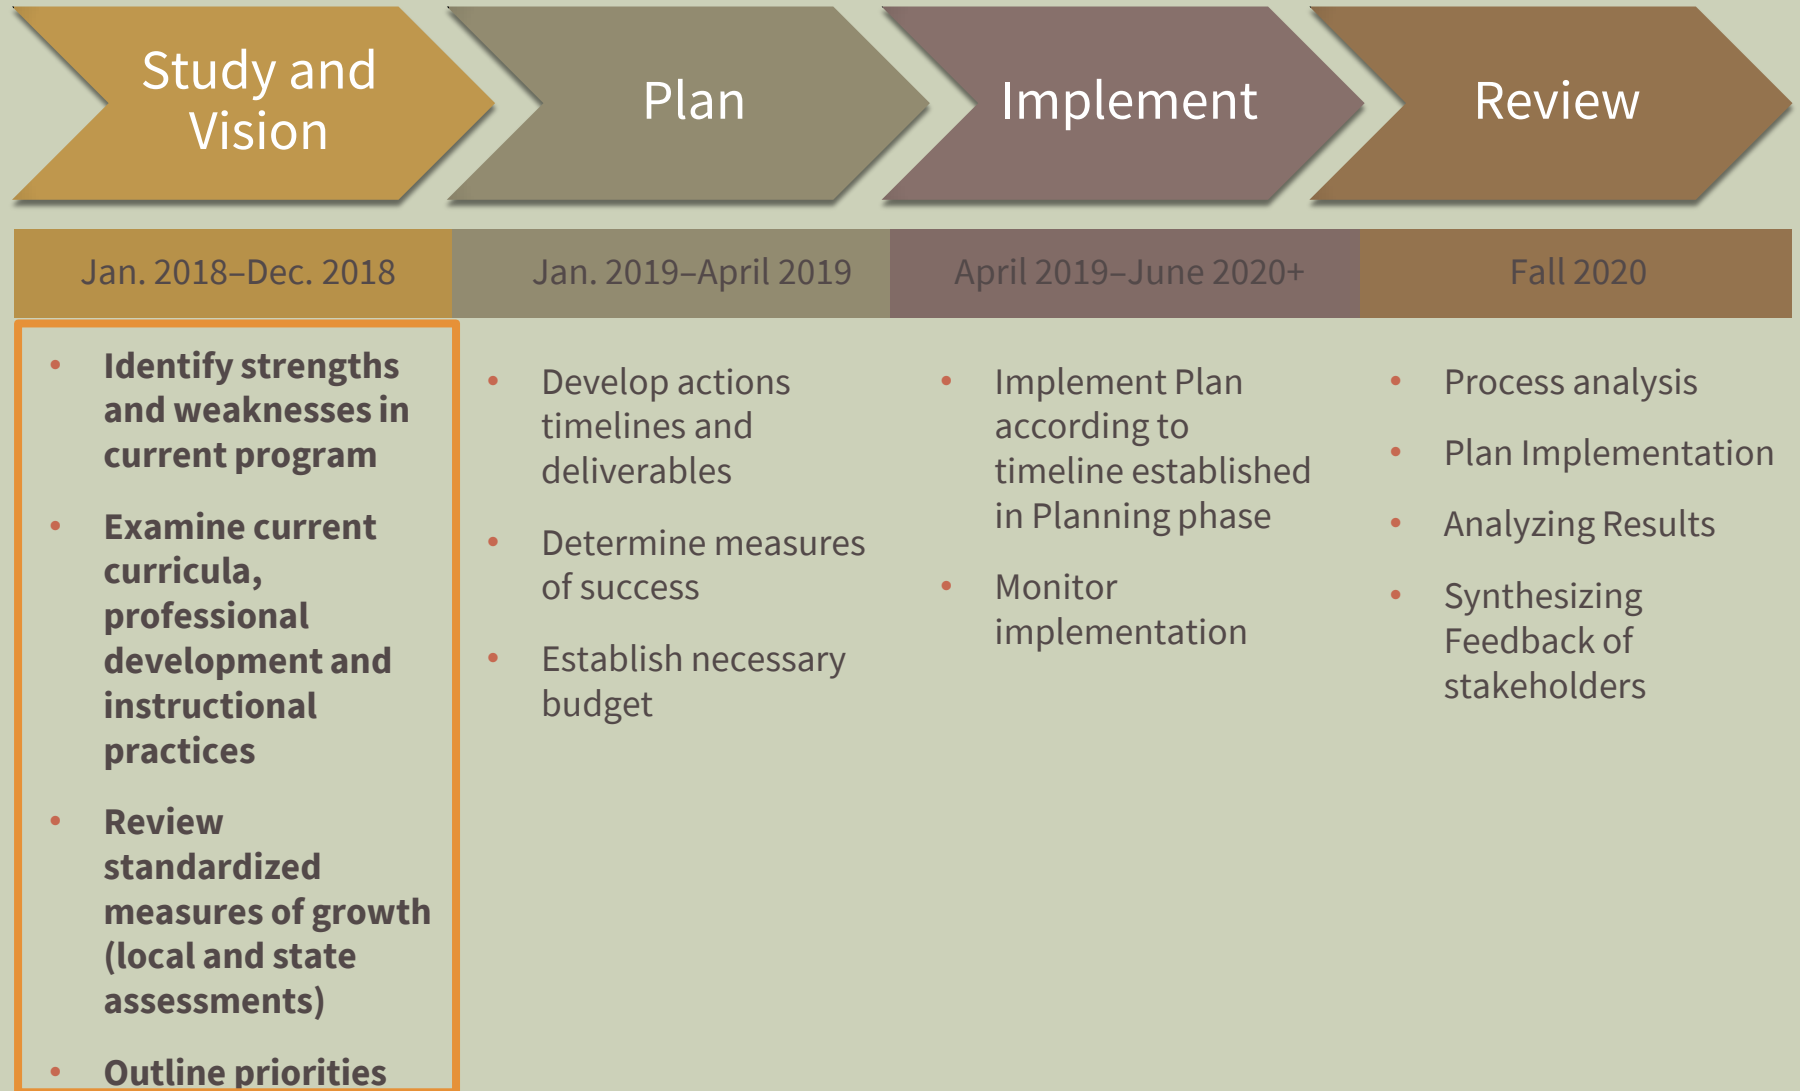 Study and
Vision
Plan
Implement
Review
Jan. 2018–Dec. 2018
Jan. 2019–April 2019
April 2019–June 2020+
Fall 2020
• Identify strengths
and weaknesses in
current program
• Examine current
curricula,
professional
development and
instructional
practices
• Review
standardized
measures of growth
(local and state
assessments)
• Outline priorities
• Develop actions
timelines and
deliverables
• Determine measures
of success
• Establish necessary
budget
• Implement Plan
according to
timeline established
in Planning phase
• Monitor
implementation
• Process analysis
• Plan Implementation
• Analyzing Results
• Synthesizing
Feedback of
stakeholders